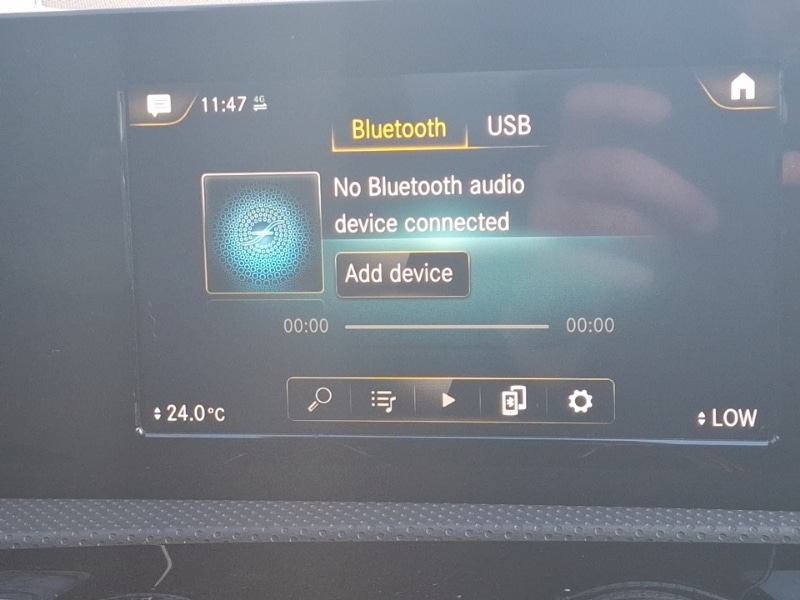 11:47 4G
Bluetooth USB
No Bluetooth audio
device connected
Add device
00:00 00:00
24.0°C LOW